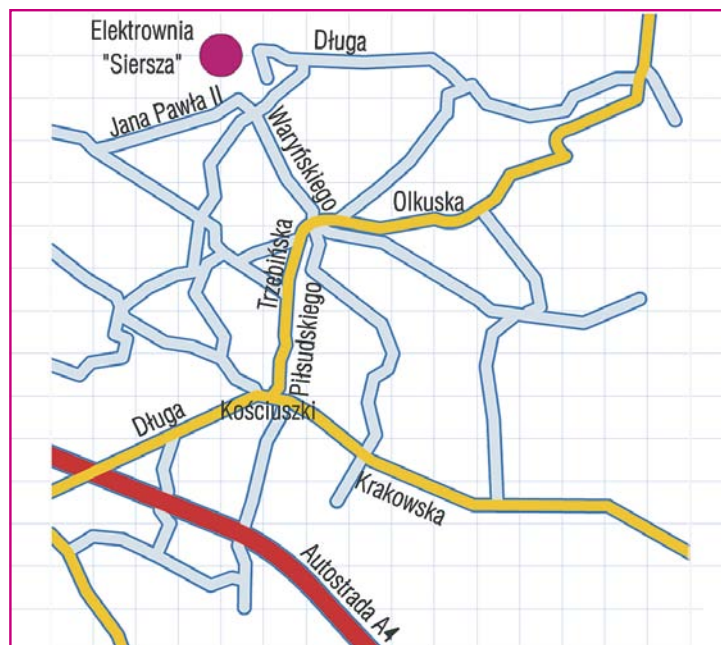 Elektrownia
"Siersza"
Długa
Jana Pawła II
Waryńskiego
Olkuska
Trzebińska
Piłsudskiego
Kościuszki
Długa
Krakowska
Autostrada A4